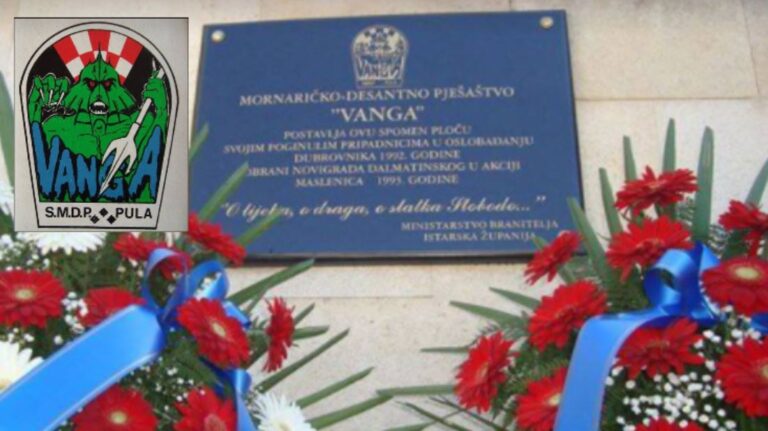 VANGA
S.M.D.P. PULA
VANGA
MORNARIČKO-DESANTNO PJEŠAŠTVO
"VANGA"
POSTAVLJA OVU SPOMEN PLOČU
SVOJIM POGINULIM PRIPADNICIMA U OSLOBAĐANJU
DUBROVNIKA 1992. GODINE
OBRANI NOVIGRADA DALMATINSKOG U AKCIJI
MASLENICA 1993. GODINE
"O lijepa, o draga, o slatka Slobodo..."
MINISTARSTVO BRANITELJA
ISTARSKA ŽUPANIJA